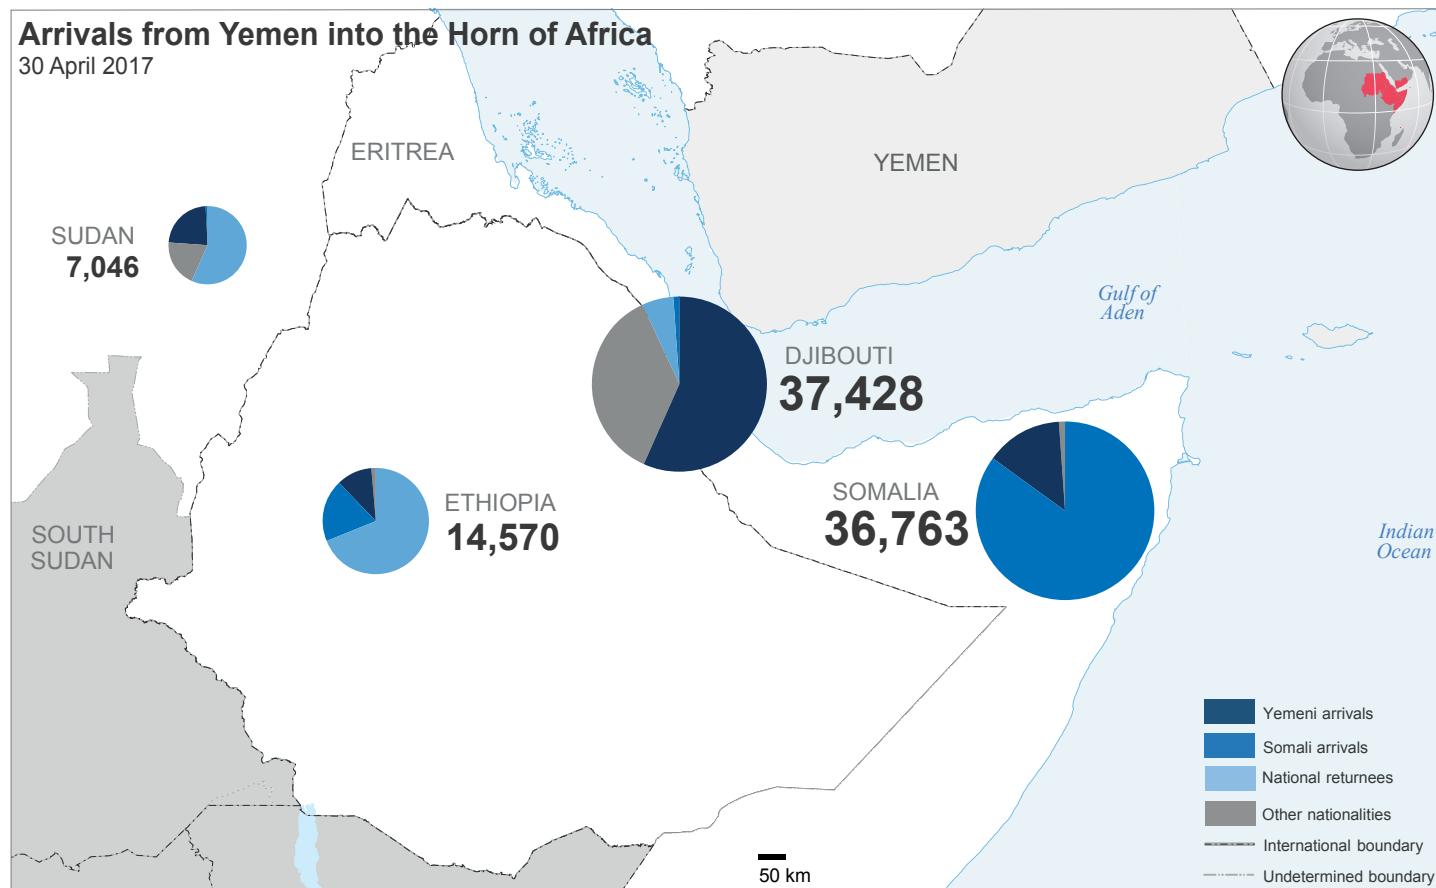 Arrivals from Yemen into the Horn of Africa
30 April 2017
ERITREA
YEMEN
SUDAN
7,046
Gulf of
Aden
DJIBOUTI
37,428
SOMALIA
36,763
ETHIOPIA
14,570
SOUTH
SUDAN
Indian
Ocean
Yemeni arrivals
Somali arrivals
National returnees
Other nationalities
International boundary
Undetermined boundary
50 km